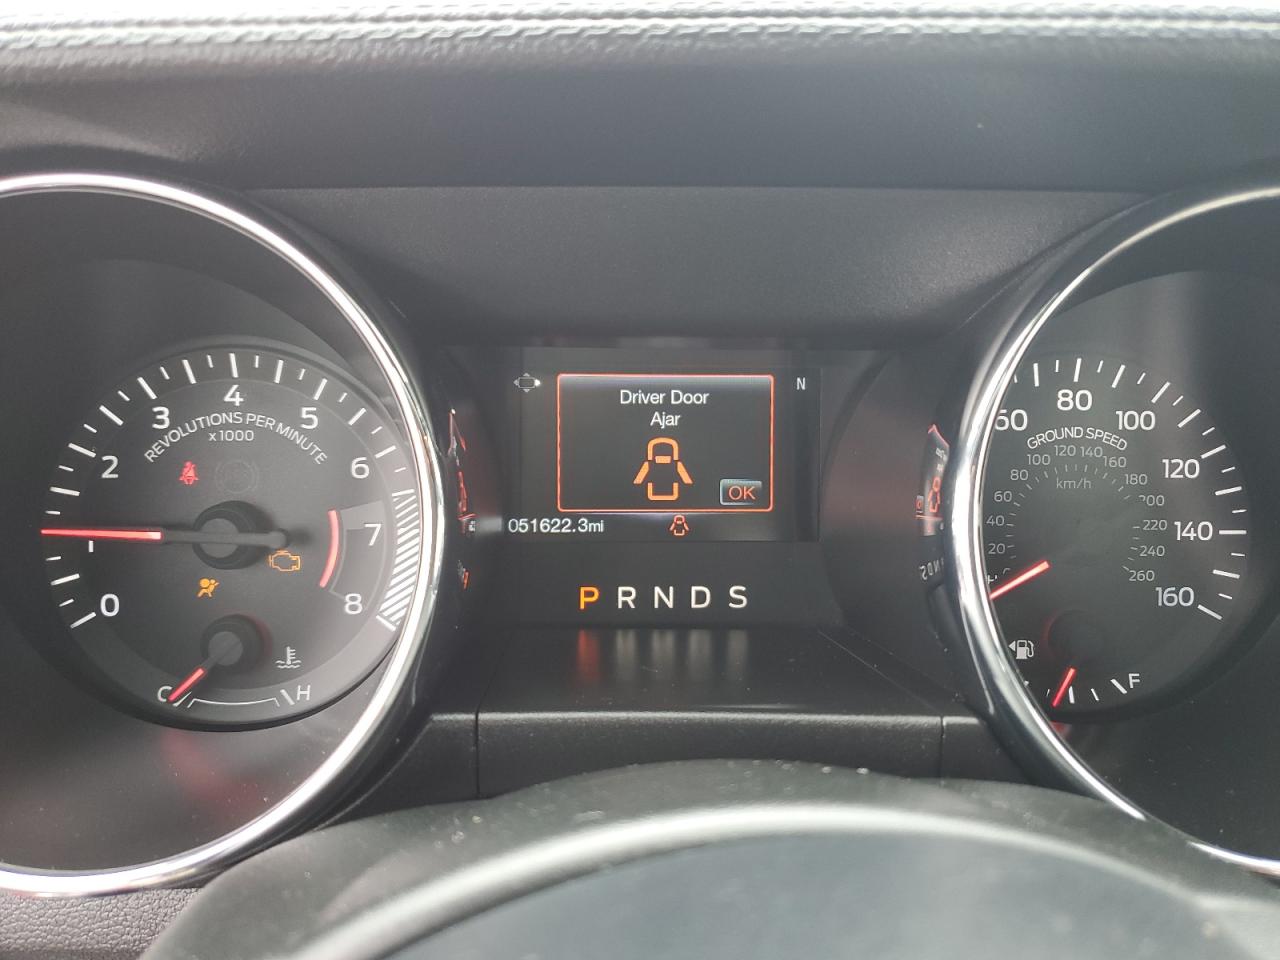 0
1
2
3
4
5
6
7
8
REVOLUTIONS PER MINUTE
x1000
C
H
N
Driver Door
Ajar
OK
051622.3mi
P R N D S
60
80
100
120
140
160
GROUND SPEED
20
40
60
80
100
120
140
160
180
200
220
240
260
km/h
F